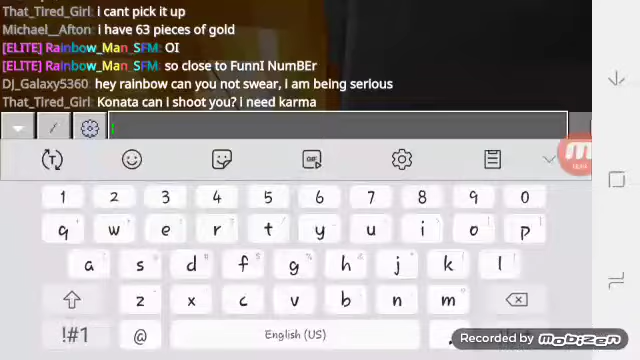 That_Tired_Girl: i cant pick it up
Michael__Afton: i have 63 pieces of gold
[ELITE] Rainbow_Man_SFM: OI
[ELITE] Rainbow_Man_SFM: so close to FunnI NumBEr
DJ_Galaxy5360: hey rainbow can you not swear, i am being serious
That_Tired_Girl: Konata can i shoot you? i need karma
/
T GIF
1 2 3 4 5 6 7 8 9 0
q w e r t y u i o p
a s d f g h j k l
z x c v b n m
!#1 @ English (US) .
Recorded by MOBIZEN